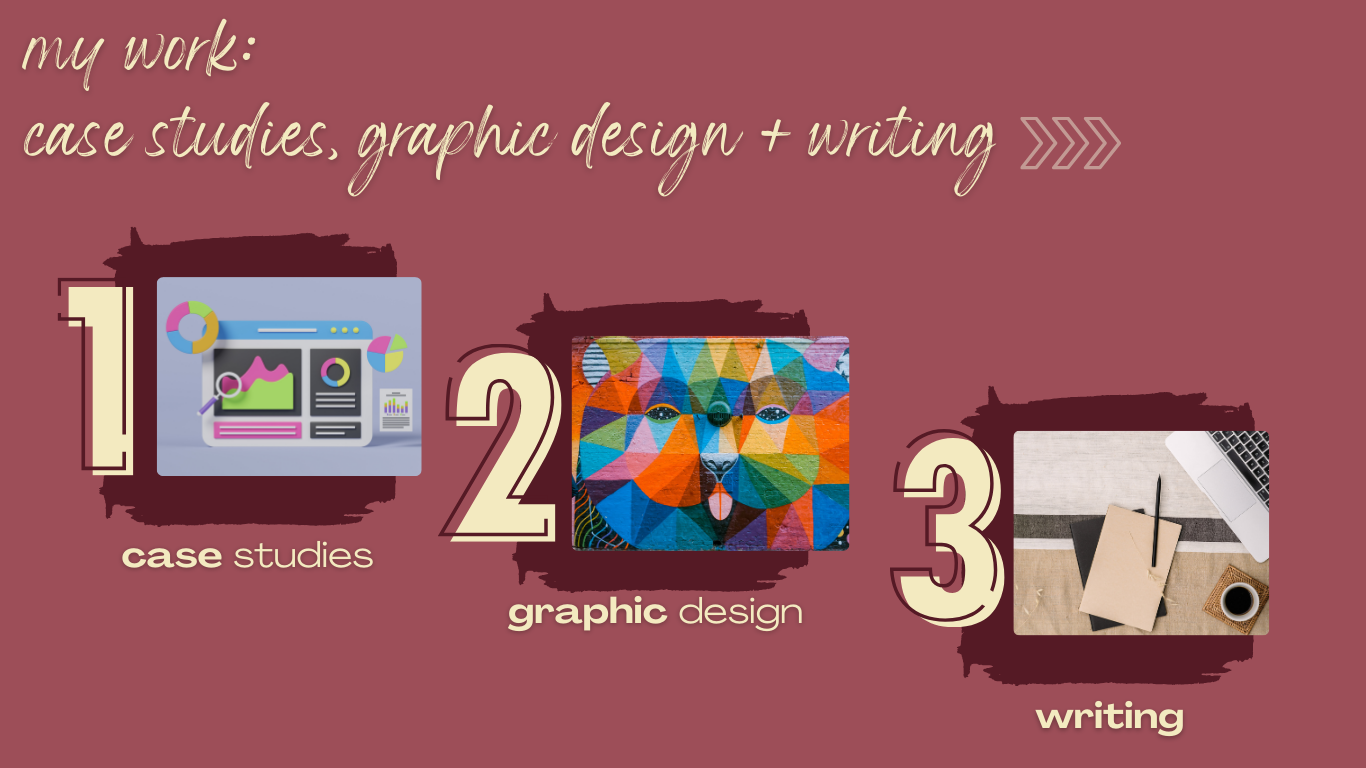 my work:
case studies, graphic design + writing
1
case studies
2
graphic design
3
writing